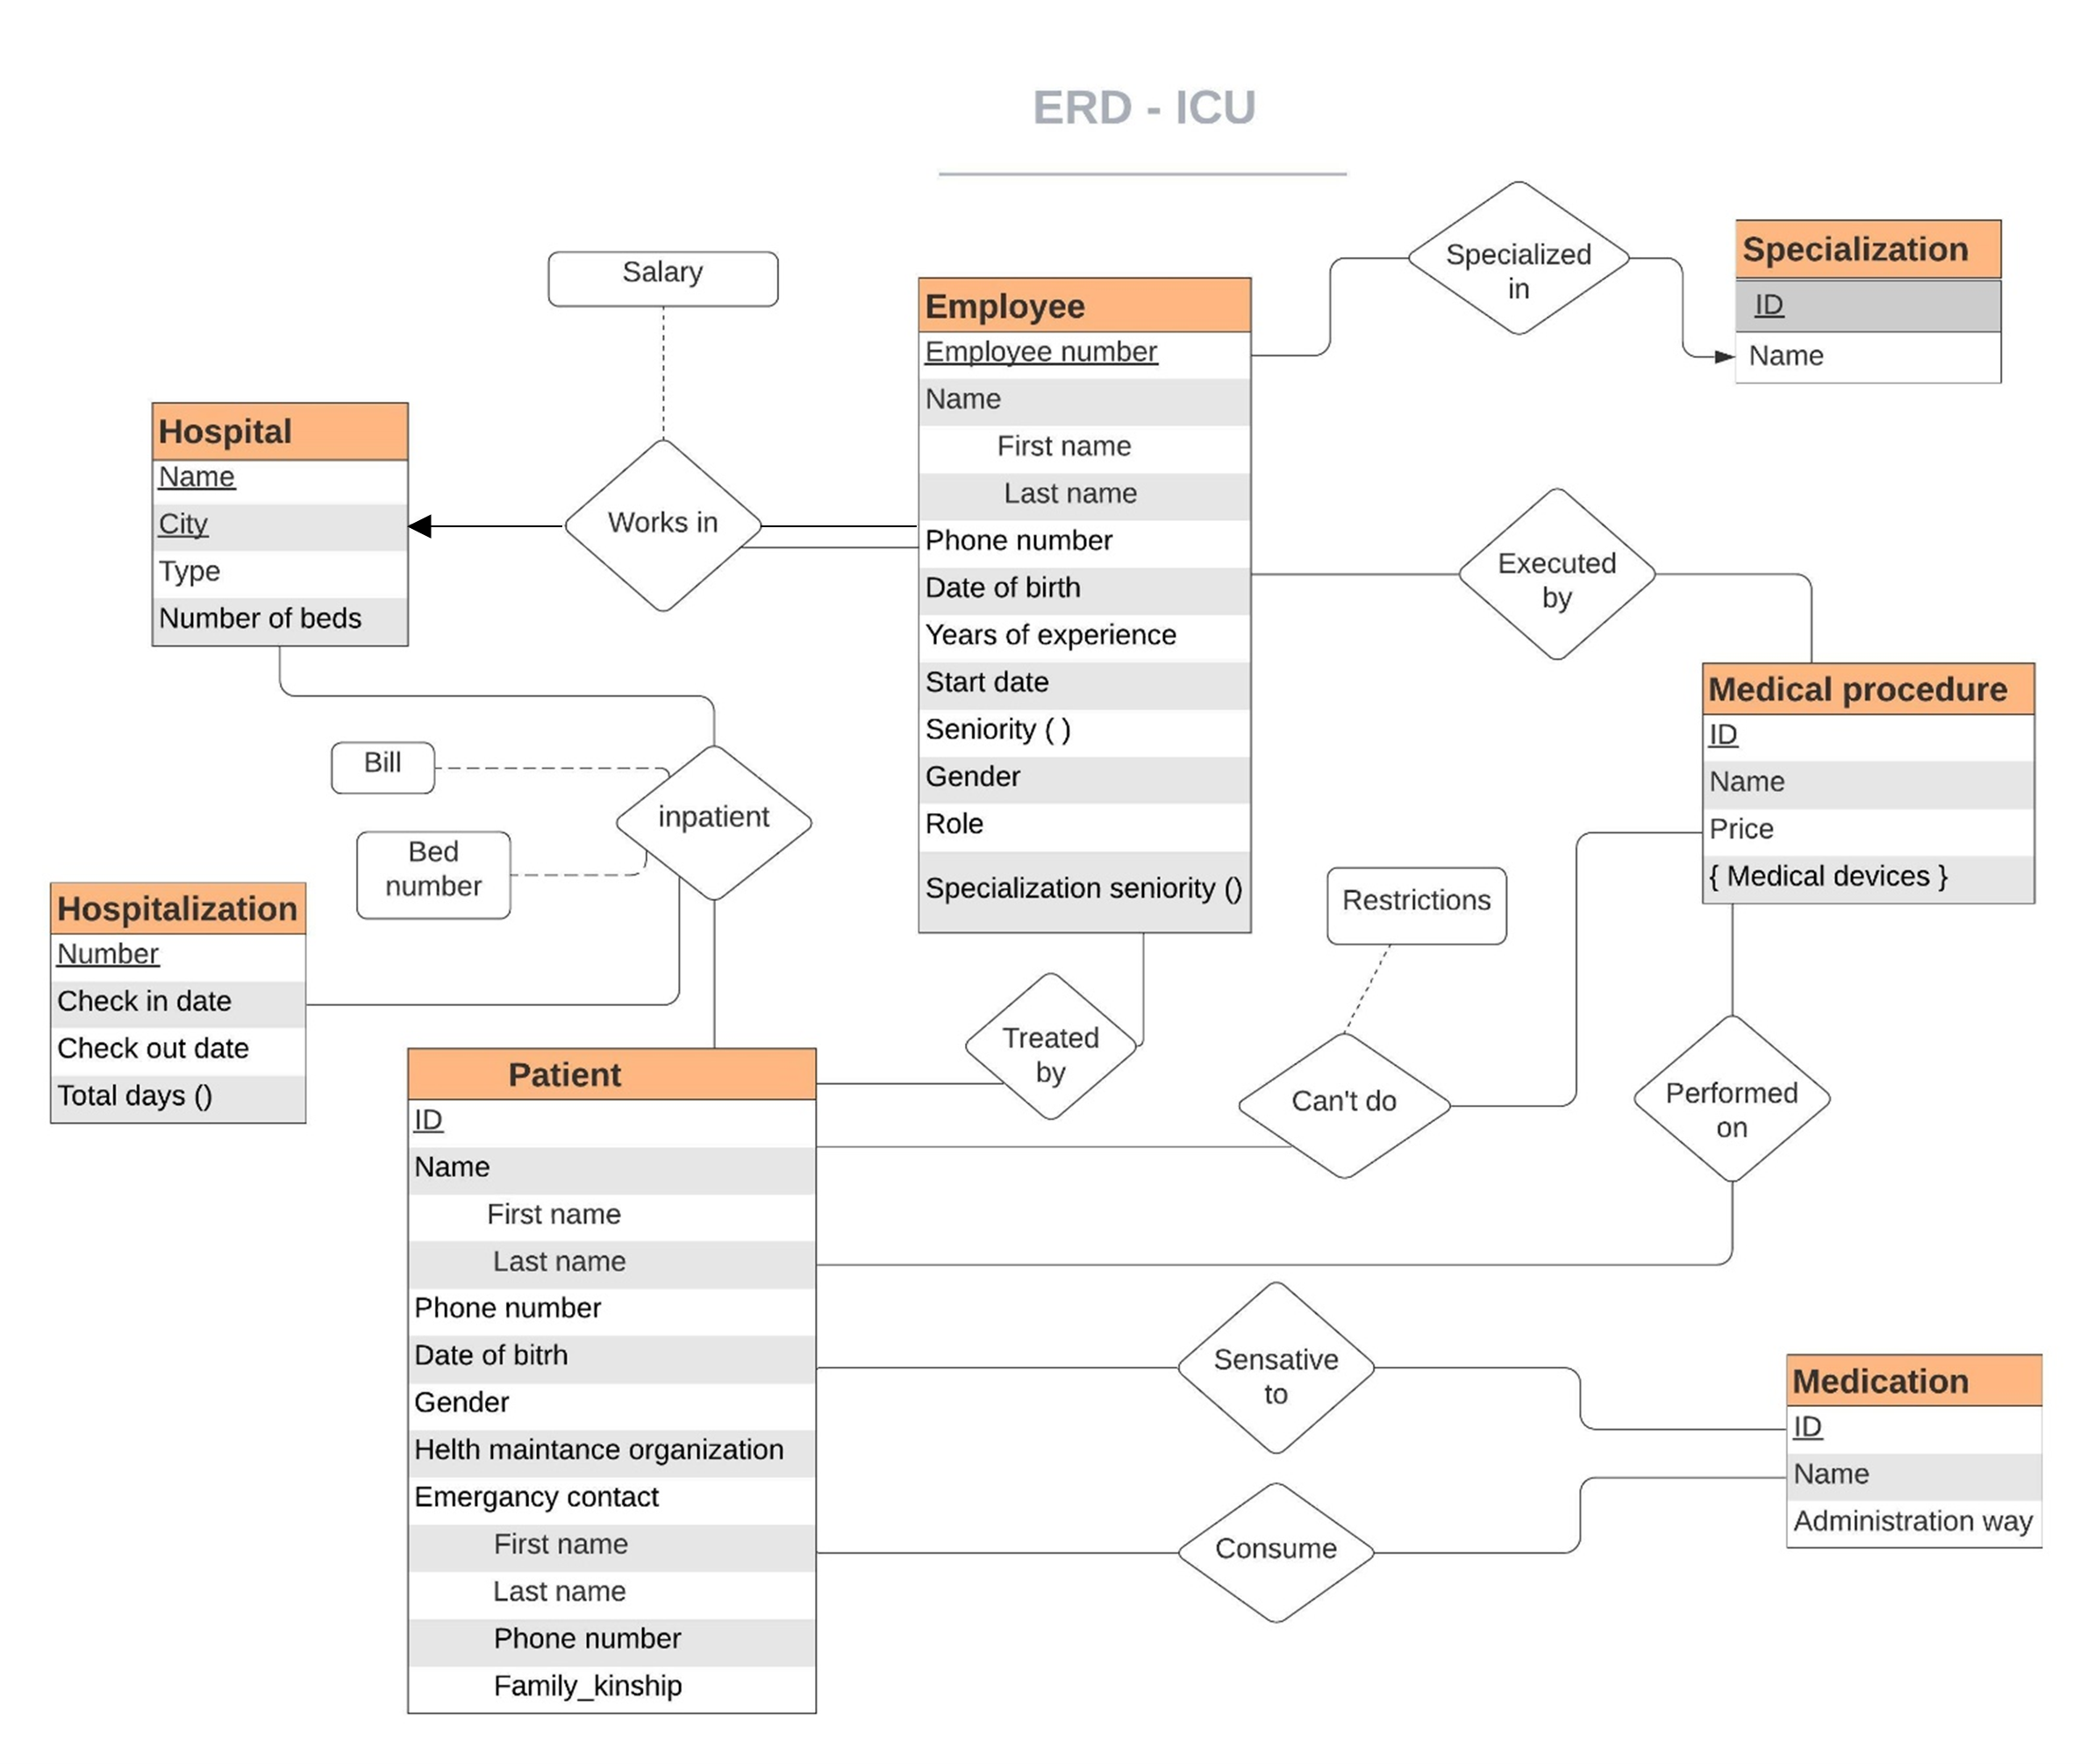 ERD - ICU
Specialized
in
Specialization
ID
Name
Salary
Employee
Employee number
Name
First name
Last name
Phone number
Date of birth
Years of experience
Start date
Seniority ( )
Gender
Role
Specialization seniority ()
Hospital
Name
City
Type
Number of beds
Works in
Executed
by
Medical procedure
ID
Name
Price
{ Medical devices }
Bill
inpatient
Bed
number
Hospitalization
Number
Check in date
Check out date
Total days ()
Restrictions
Treated
by
Can't do
Performed
on
Patient
ID
Name
First name
Last name
Phone number
Date of bitrh
Gender
Helth maintance organization
Emergancy contact
First name
Last name
Phone number
Family_kinship
Sensative
to
Consume
Medication
ID
Name
Administration way